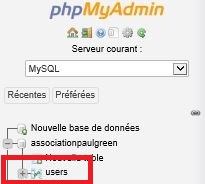 phpMyAdmin
Serveur courant :
MySQL
Récentes Préférées
Nouvelle base de données
associationpaulgreen
Nouvelle table
users